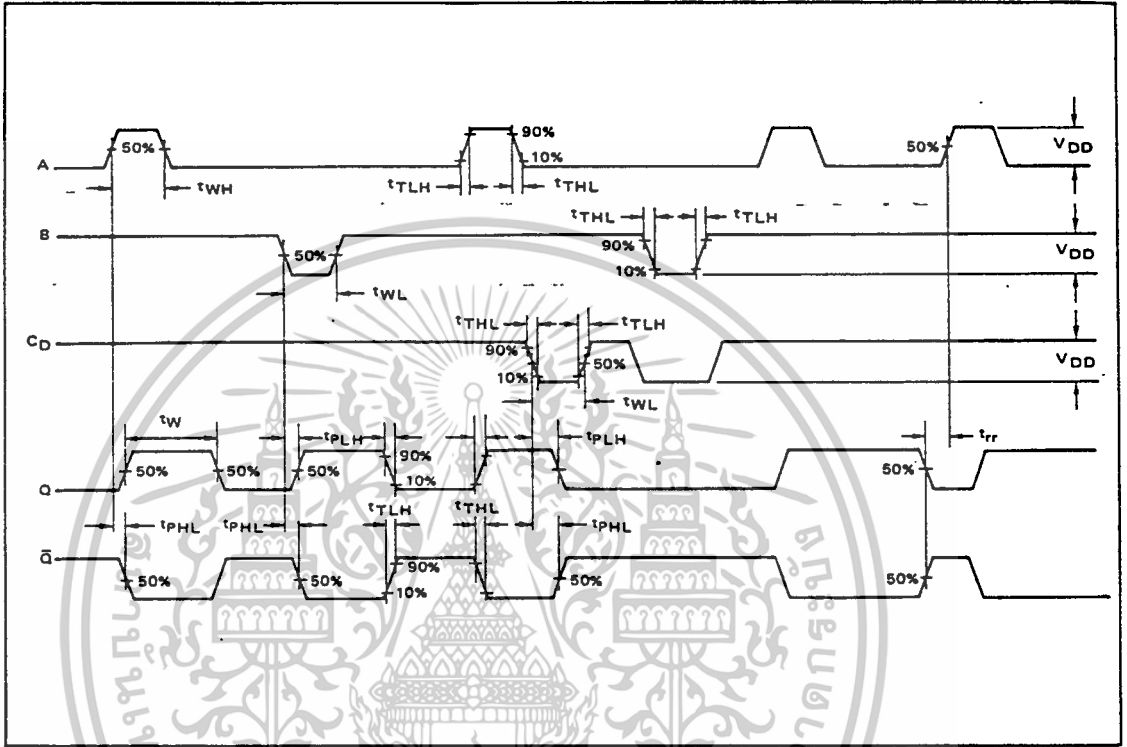 A
50%
tWH
tTLH
90%
10%
tTHL
50%
VDD
B
50%
tWL
tTHL
tTLH
90%
10%
VDD
CD
tTHL
tTLH
90%
10%
50%
tWL
VDD
Q
tW
50%
50%
tPLH
50%
90%
10%
tPLH
50%
trr
Q̄
tPHL
50%
tPHL
50%
tTLH
90%
10%
tTHL
tPHL
50%
50%